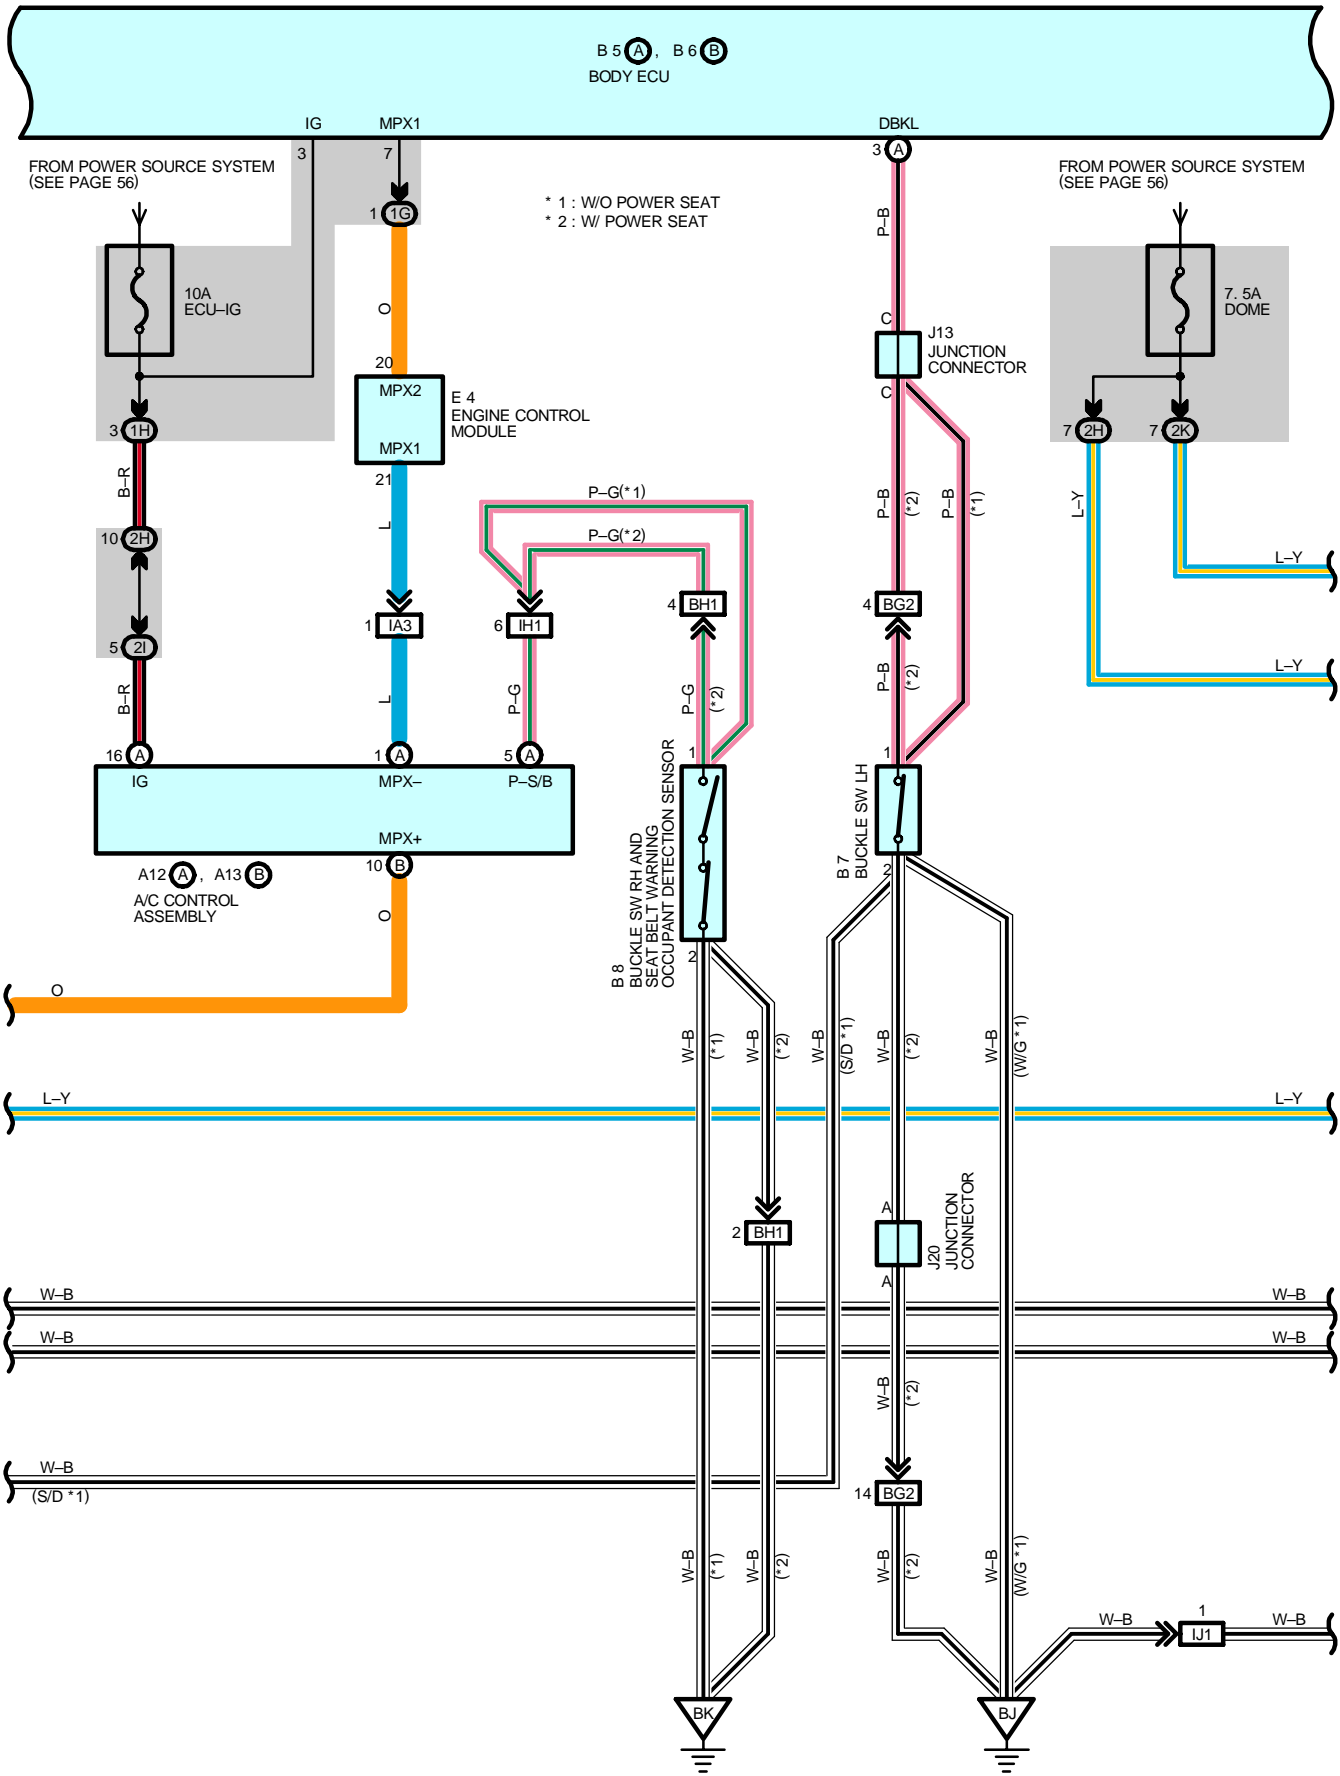 B 5 A , B 6 B
BODY ECU
IG
MPX1
DBKL
3
7
3 A
FROM POWER SOURCE SYSTEM
(SEE PAGE 56)
FROM POWER SOURCE SYSTEM
(SEE PAGE 56)
* 1 : W/O POWER SEAT
* 2 : W/ POWER SEAT
1 1G
P–B
10A
ECU–IG
7. 5A
DOME
O
C
J13
JUNCTION
CONNECTOR
C
20
MPX2
E 4
ENGINE CONTROL
MODULE
MPX1
21
3 1H
7 2H
7 2K
B–R
L
P–G(* 1)
P–G(* 2)
P–B
(* 2)
P–B
(* 1)
L–Y
10 2H
L–Y
4 BH1
4 BG2
1 IA3
6 IH1
5 2I
L–Y
B–R
L
P–G
P–G
(* 2)
P–B
(* 2)
16 A
1 A
5 A
1
1
IG
MPX–
P–S/B
MPX+
10 B
A12 A , A13 B
A/C CONTROL
ASSEMBLY
B 8
BUCKLE SW RH AND
SEAT BELT WARNING
OCCUPANT DETECTION SENSOR
B 7
BUCKLE SW LH
2
2
O
O
W–B
(* 1)
W–B
(* 2)
W–B
(S/D * 1)
W–B
(* 2)
W–B
(W/G * 1)
L–Y
L–Y
A
J20
JUNCTION
CONNECTOR
A
2 BH1
W–B
W–B
W–B
W–B
W–B
(* 2)
W–B
(S/D * 1)
14 BG2
W–B
(* 1)
W–B
(* 2)
W–B
(* 2)
W–B
(W/G * 1)
W–B
1
IJ1
W–B
BK
BJ